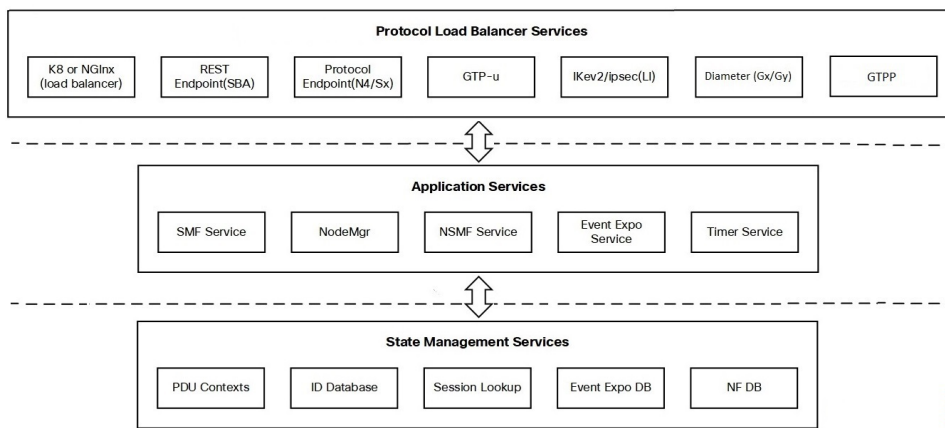 Protocol Load Balancer Services
K8 or NGInx
(load balancer)
REST
Endpoint(SBA)
Protocol
Endpoint(N4/Sx)
GTP-u
IKev2/ipsec(LI)
Diameter (Gx/Gy)
GTPP
Application Services
SMF Service
NodeMgr
NSMF Service
Event Expo
Service
Timer Service
State Management Services
PDU Contexts
ID Database
Session Lookup
Event Expo DB
NF DB